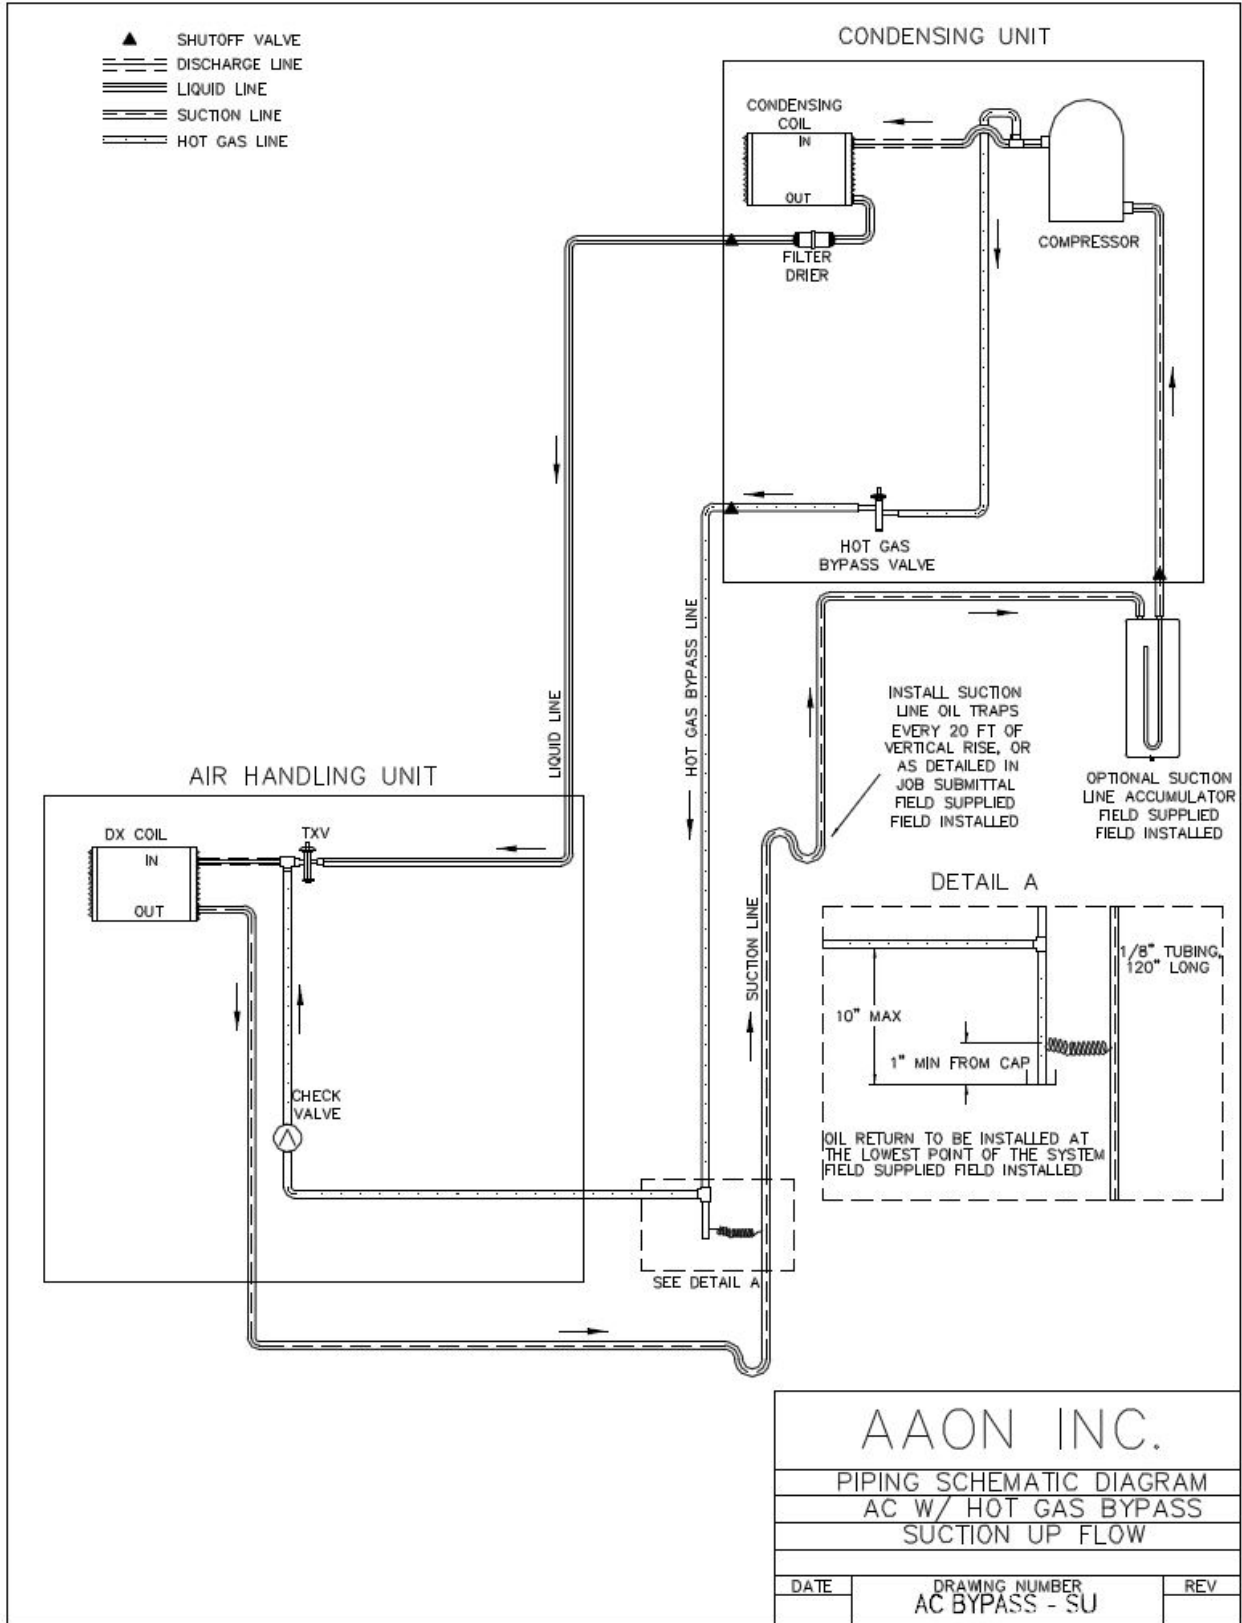 SHUTOFF VALVE
DISCHARGE LINE
LIQUID LINE
SUCTION LINE
HOT GAS LINE
CONDENSING UNIT
CONDENSING
COIL
IN
OUT
FILTER
DRIER
COMPRESSOR
HOT GAS
BYPASS VALVE
LIQUID LINE
HOT GAS BYPASS LINE
INSTALL SUCTION
LINE OIL TRAPS
EVERY 20 FT OF
VERTICAL RISE, OR
AS DETAILED IN
JOB SUBMITTAL
FIELD SUPPLIED
FIELD INSTALLED
OPTIONAL SUCTION
LINE ACCUMULATOR
FIELD SUPPLIED
FIELD INSTALLED
AIR HANDLING UNIT
DX COIL
IN
OUT
TXV
CHECK
VALVE
SUCTION LINE
SEE DETAIL A
DETAIL A
1/8" TUBING,
120" LONG
10" MAX
1" MIN FROM CAP
OIL RETURN TO BE INSTALLED AT
THE LOWEST POINT OF THE SYSTEM
FIELD SUPPLIED FIELD INSTALLED
AAON INC.
PIPING SCHEMATIC DIAGRAM
AC W/ HOT GAS BYPASS
SUCTION UP FLOW
DATE
DRAWING NUMBER
AC BYPASS - SU
REV